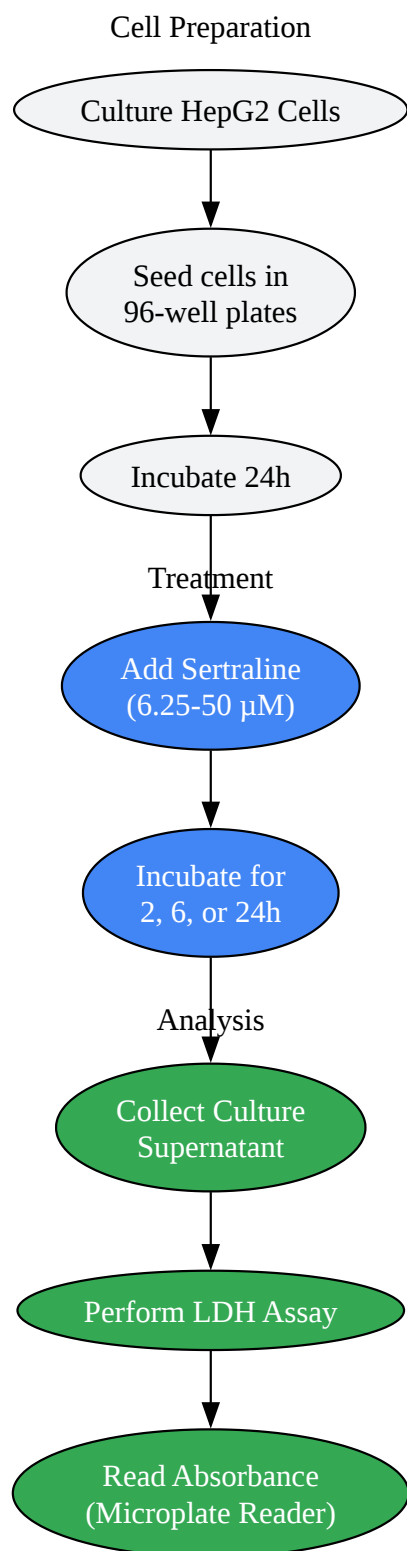 Cell Preparation
Culture HepG2 Cells
Seed cells in
96-well plates
Incubate 24h
Treatment
Add Sertraline
(6.25-50 µM)
Incubate for
2, 6, or 24h
Analysis
Collect Culture
Supernatant
Perform LDH Assay
Read Absorbance
(Microplate Reader)